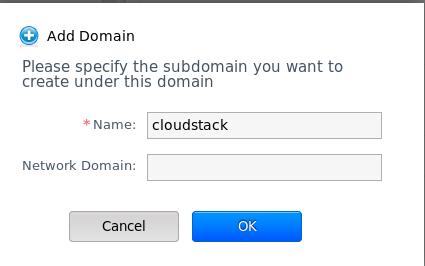 Add Domain
Please specify the subdomain you want to
create under this domain
*Name: cloudstack
Network Domain:
Cancel OK